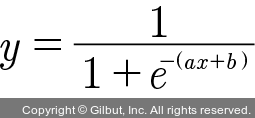 y = 1 / (1 + e^−(ax+b))
Copyright © Gilbut, Inc. All rights reserved.